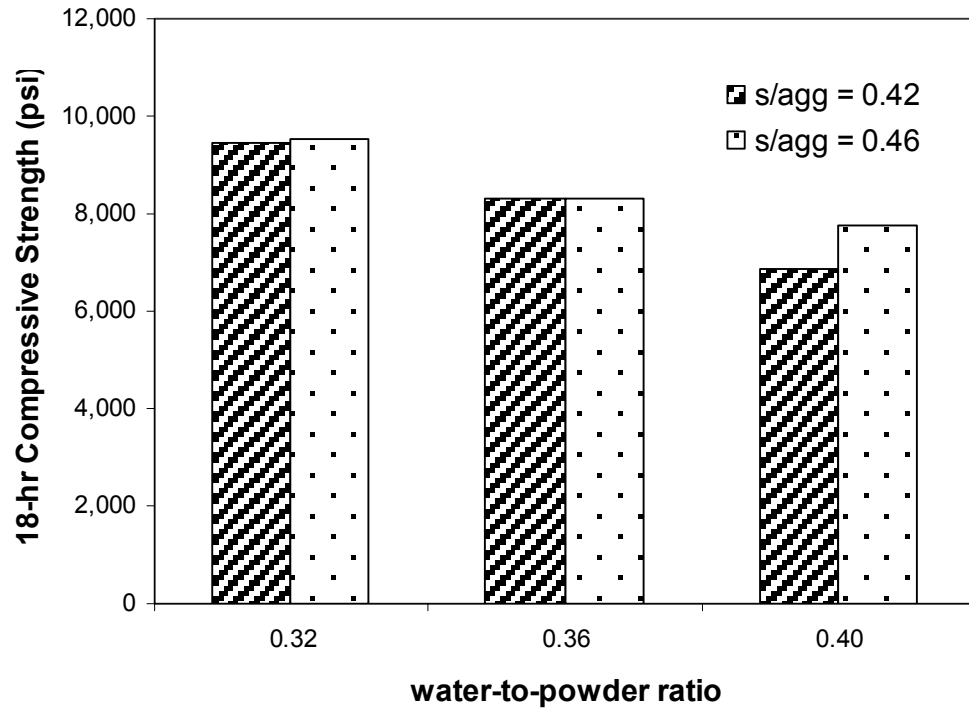 12,000
10,000
8,000
6,000
4,000
2,000
0
18-hr Compressive Strength (psi)
s/agg = 0.42
s/agg = 0.46
0.32 0.36 0.40
water-to-powder ratio